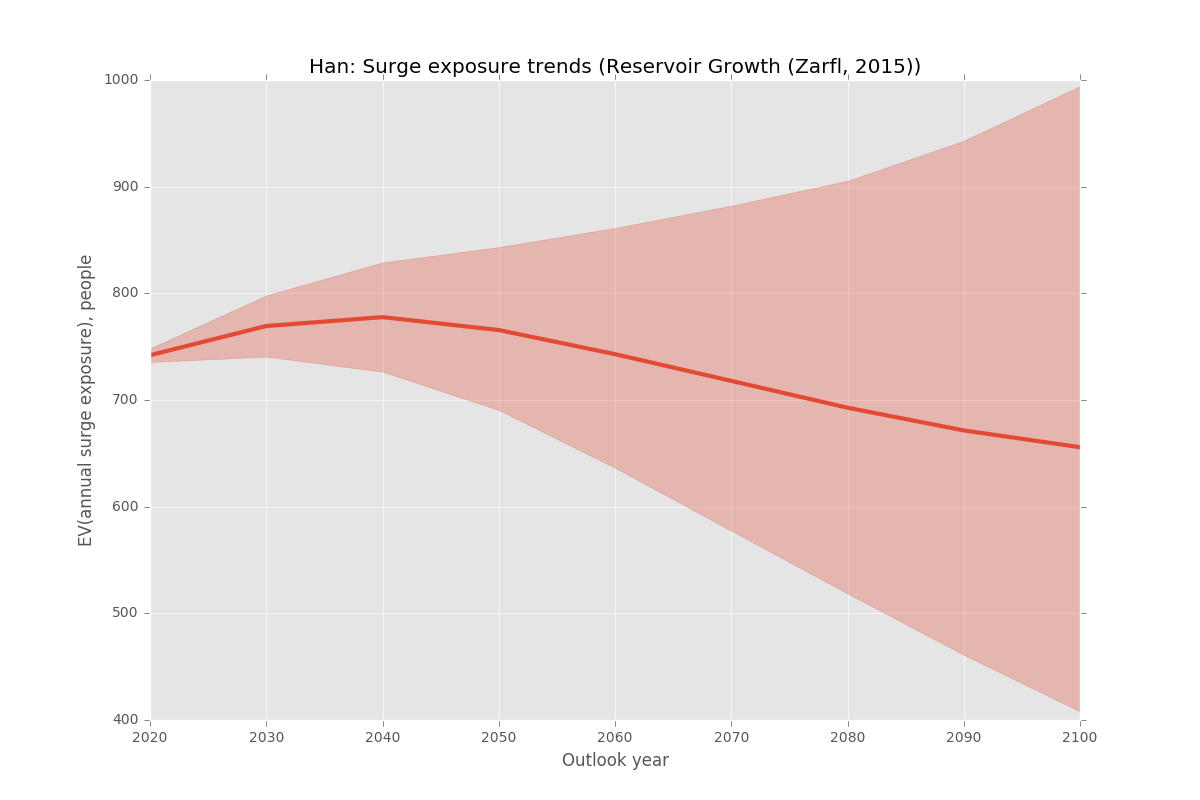 Han: Surge exposure trends (Reservoir Growth (Zarfl, 2015))
1000
900
800
700
600
500
400
EV(annual surge exposure), people
2020 2030 2040 2050 2060 2070 2080 2090 2100
Outlook year